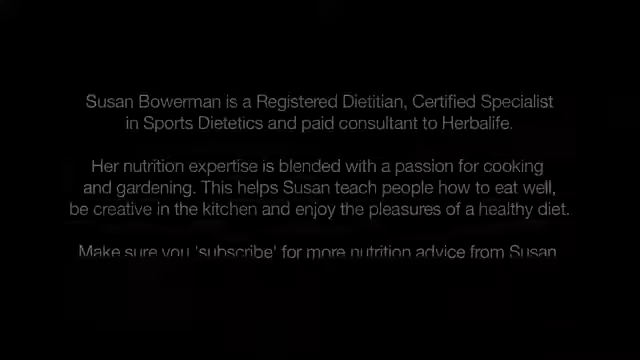 Susan Bowerman is a Registered Dietitian, Certified Specialist
in Sports Dietetics and paid consultant to Herbalife.
Her nutrition expertise is blended with a passion for cooking
and gardening. This helps Susan teach people how to eat well,
be creative in the kitchen and enjoy the pleasures of a healthy diet.
Make sure you 'subscribe' for more nutrition advice from Susan